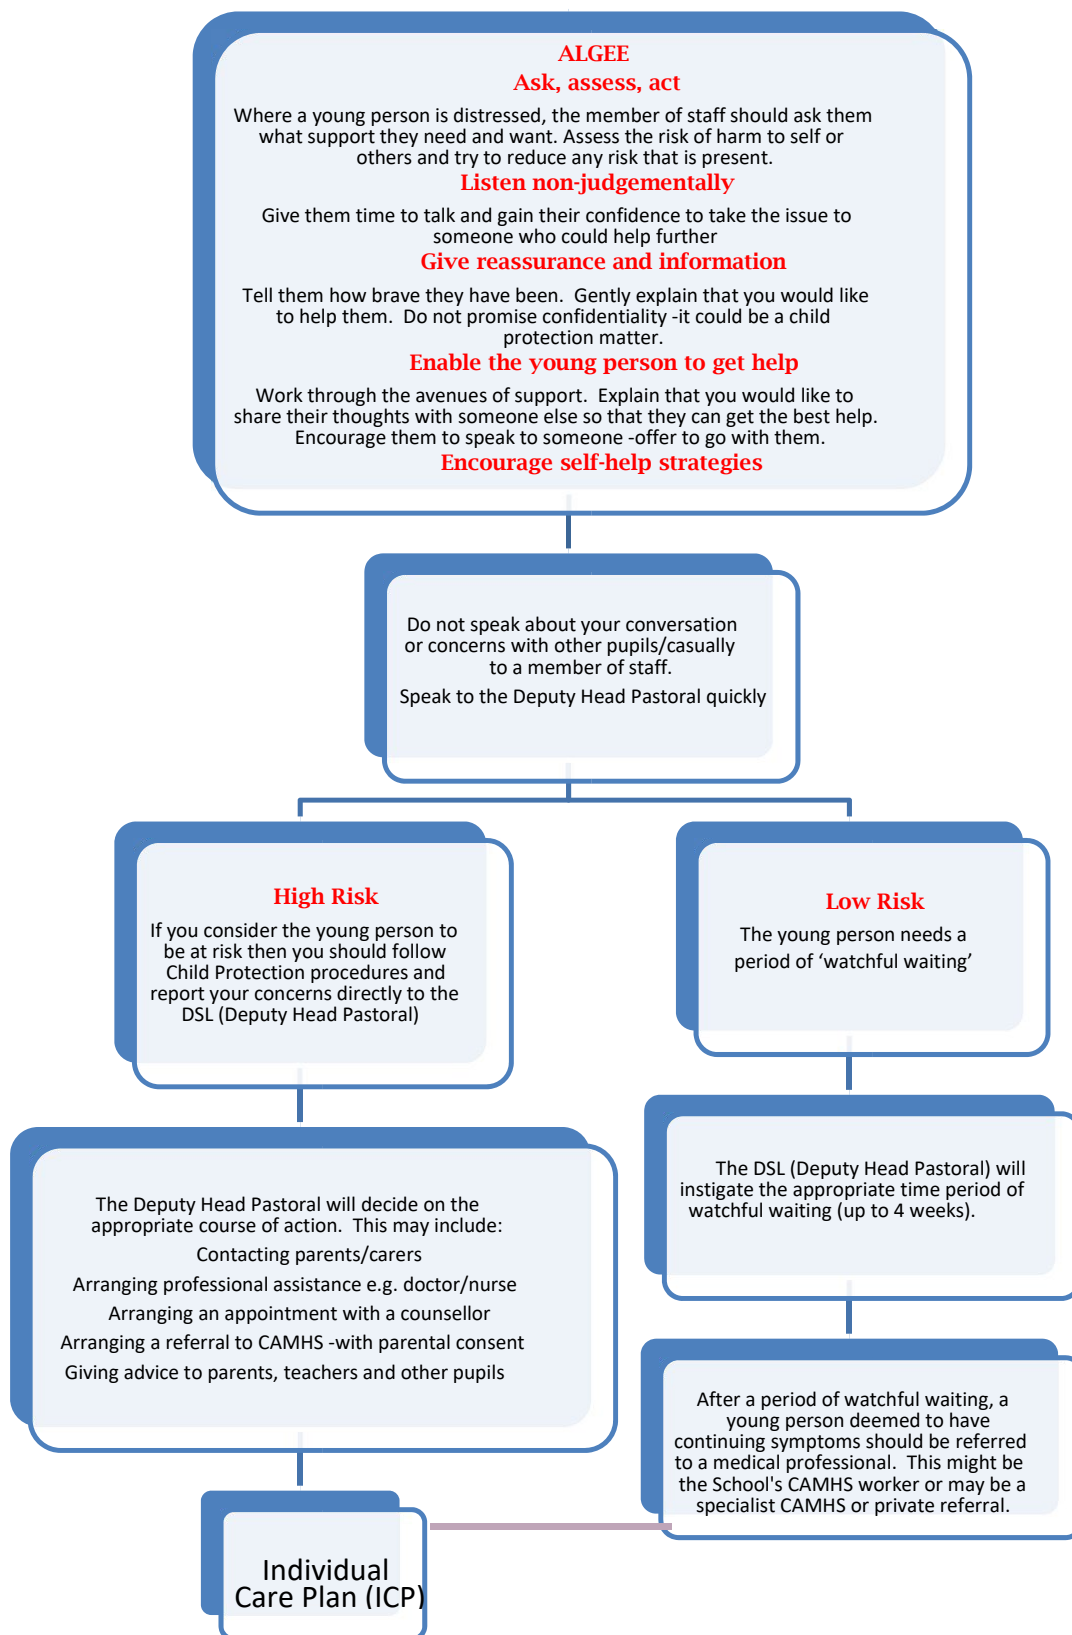 ALGEE
Ask, assess, act
Where a young person is distressed, the member of staff should ask them
what support they need and want. Assess the risk of harm to self or
others and try to reduce any risk that is present.
Listen non-judgementally
Give them time to talk and gain their confidence to take the issue to
someone who could help further
Give reassurance and information
Tell them how brave they have been.  Gently explain that you would like
to help them.  Do not promise confidentiality -it could be a child
protection matter.
Enable the young person to get help
Work through the avenues of support.  Explain that you would like to
share their thoughts with someone else so that they can get the best help.
Encourage them to speak to someone -offer to go with them.
Encourage self-help strategies
Do not speak about your conversation
or concerns with other pupils/casually
to a member of staff.
Speak to the Deputy Head Pastoral quickly
High Risk
If you consider the young person to
be at risk then you should follow
Child Protection procedures and
report your concerns directly to the
DSL (Deputy Head Pastoral)
Low Risk
The young person needs a
period of ‘watchful waiting’
The Deputy Head Pastoral will decide on the
appropriate course of action.  This may include:
Contacting parents/carers
Arranging professional assistance e.g. doctor/nurse
Arranging an appointment with a counsellor
Arranging a referral to CAMHS -with parental consent
Giving advice to parents, teachers and other pupils
The DSL (Deputy Head Pastoral) will
instigate the appropriate time period of
watchful waiting (up to 4 weeks).
After a period of watchful waiting, a
young person deemed to have
continuing symptoms should be referred
to a medical professional.  This might be
the School's CAMHS worker or may be a
specialist CAMHS or private referral.
Individual
Care Plan (ICP)